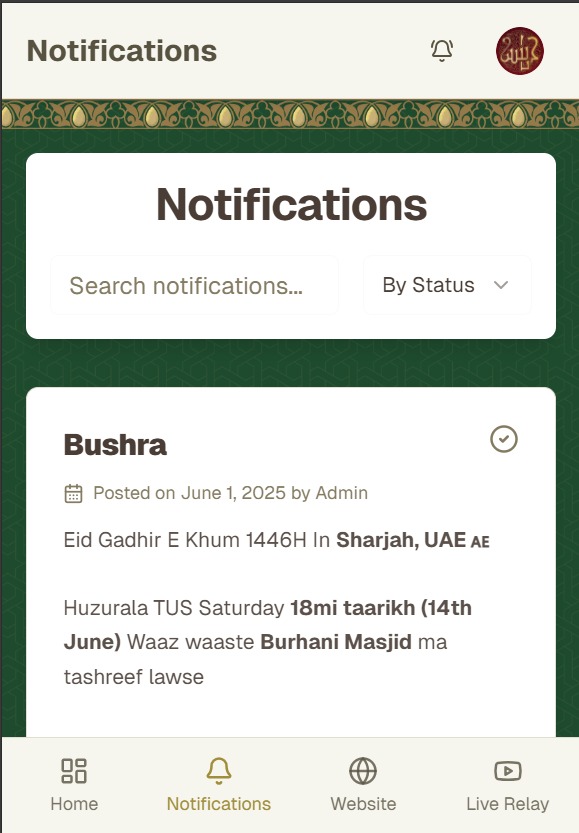 Notifications
Notifications
Search notifications...
By Status
Bushra
Posted on June 1, 2025 by Admin
Eid Gadhir E Khum 1446H In Sharjah, UAE AE
Huzurala TUS Saturday 18mi taarikh (14th
June) Waaz waaste Burhani Masjid ma
tashreef lawse
Home
Notifications
Website
Live Relay